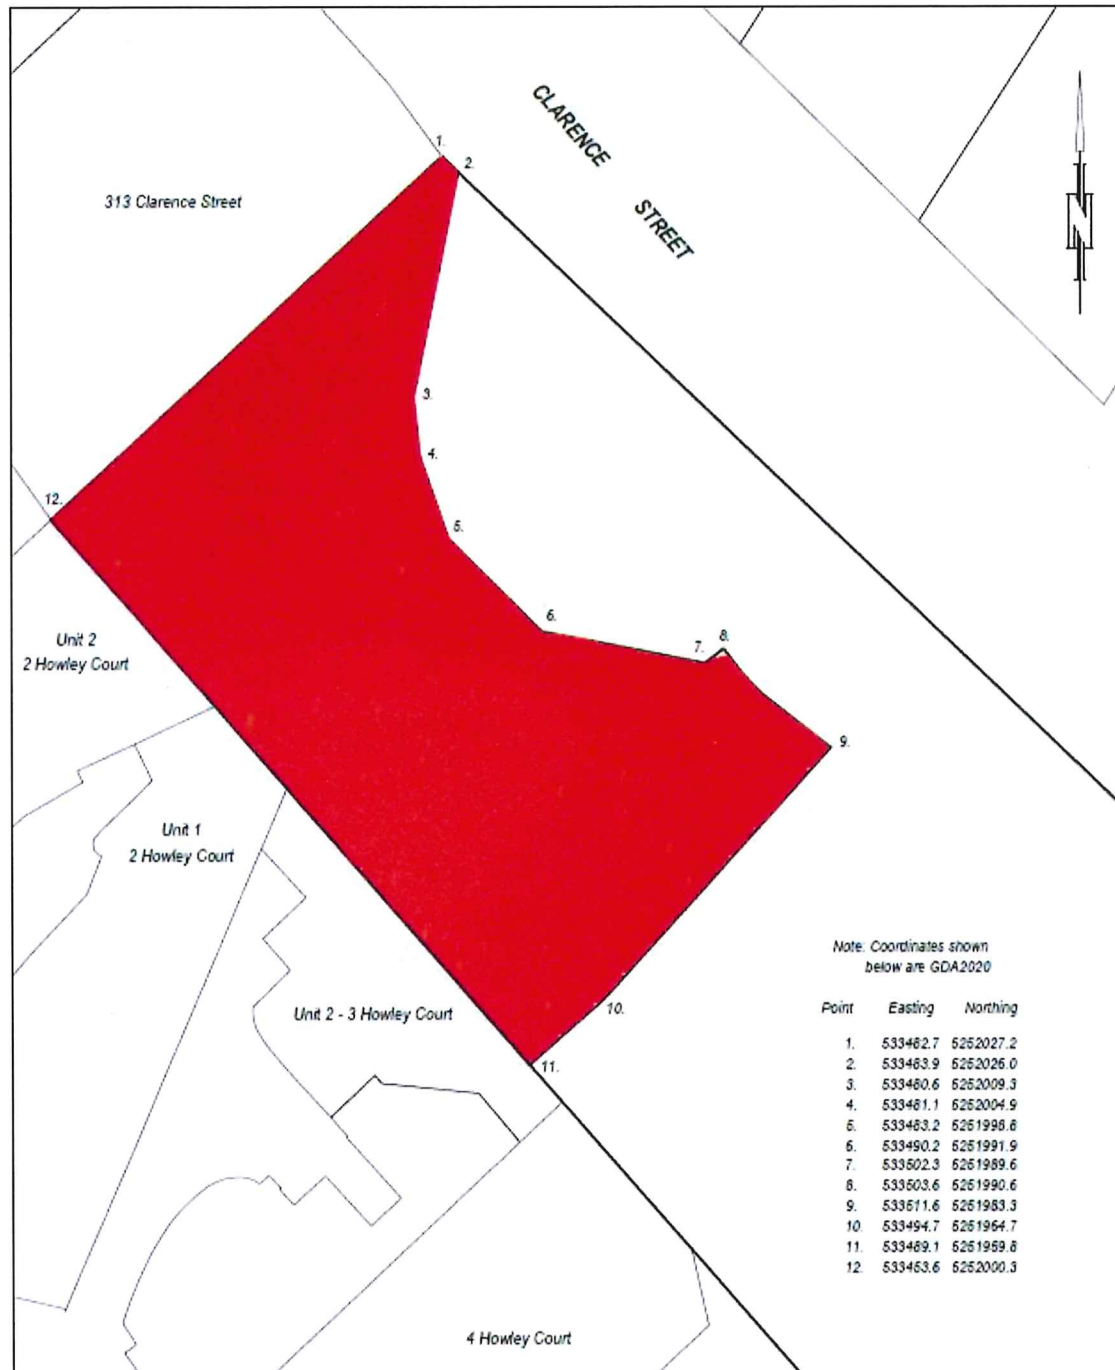 CLARENCE
STREET
1.
2.
313 Clarence Street
N
3.
4.
12.
5.
6.
7.
8.
9.
Unit 2
2 Howley Court
Unit 1
2 Howley Court
Unit 2 - 3 Howley Court
10.
11.
4 Howley Court
Note: Coordinates shown
below are GDA2020
Point Easting Northing
1. 533482.7 5252027.2
2. 533483.9 5252026.0
3. 533480.6 5252009.3
4. 533481.1 5252004.9
5. 533483.2 5251998.8
6. 533490.2 5251991.9
7. 533502.3 5251989.6
8. 533503.6 5251990.6
9. 533511.6 5251983.3
10. 533494.7 5251964.7
11. 533489.1 5251959.8
12. 533453.6 5252000.3